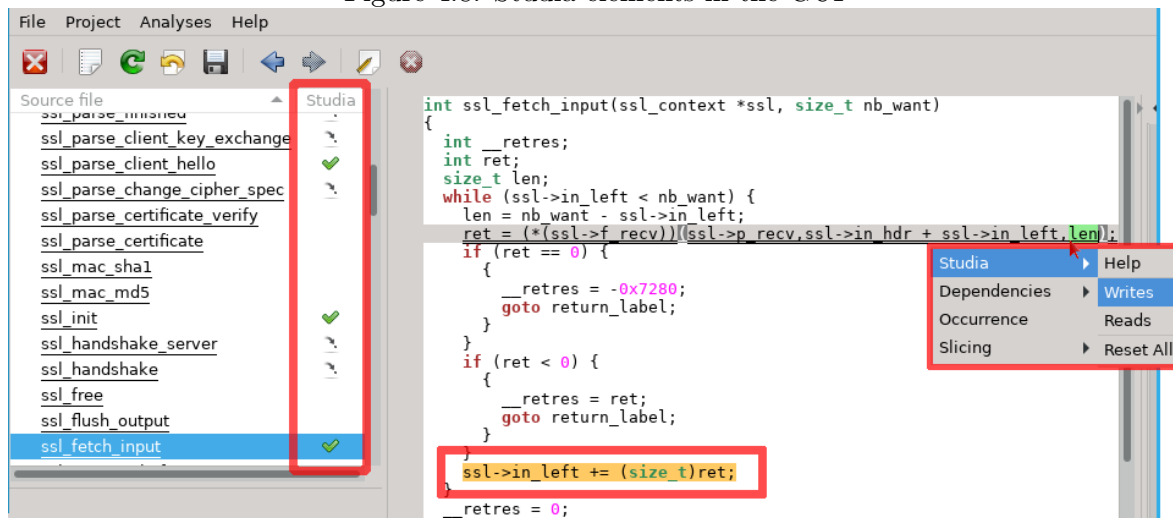 File Project Analyses Help
Source file Studia
ssl_parse_finished
ssl_parse_client_key_exchange
ssl_parse_client_hello
ssl_parse_change_cipher_spec
ssl_parse_certificate_verify
ssl_parse_certificate
ssl_mac_sha1
ssl_mac_md5
ssl_init
ssl_handshake_server
ssl_handshake
ssl_free
ssl_flush_output
ssl_fetch_input
int ssl_fetch_input(ssl_context *ssl, size_t nb_want)
{
int __retres;
int ret;
size_t len;
while (ssl->in_left < nb_want) {
len = nb_want - ssl->in_left;
ret = (*(ssl->f_recv))(ssl->p_recv,ssl->in_hdr + ssl->in_left,len);
if (ret == 0) {
{
__retres = -0x7280;
goto return_label;
}
}
if (ret < 0) {
{
__retres = ret;
goto return_label;
}
}
ssl->in_left += (size_t)ret;
}
__retres = 0;
Studia
Dependencies
Occurrence
Slicing
Help
Writes
Reads
Reset All